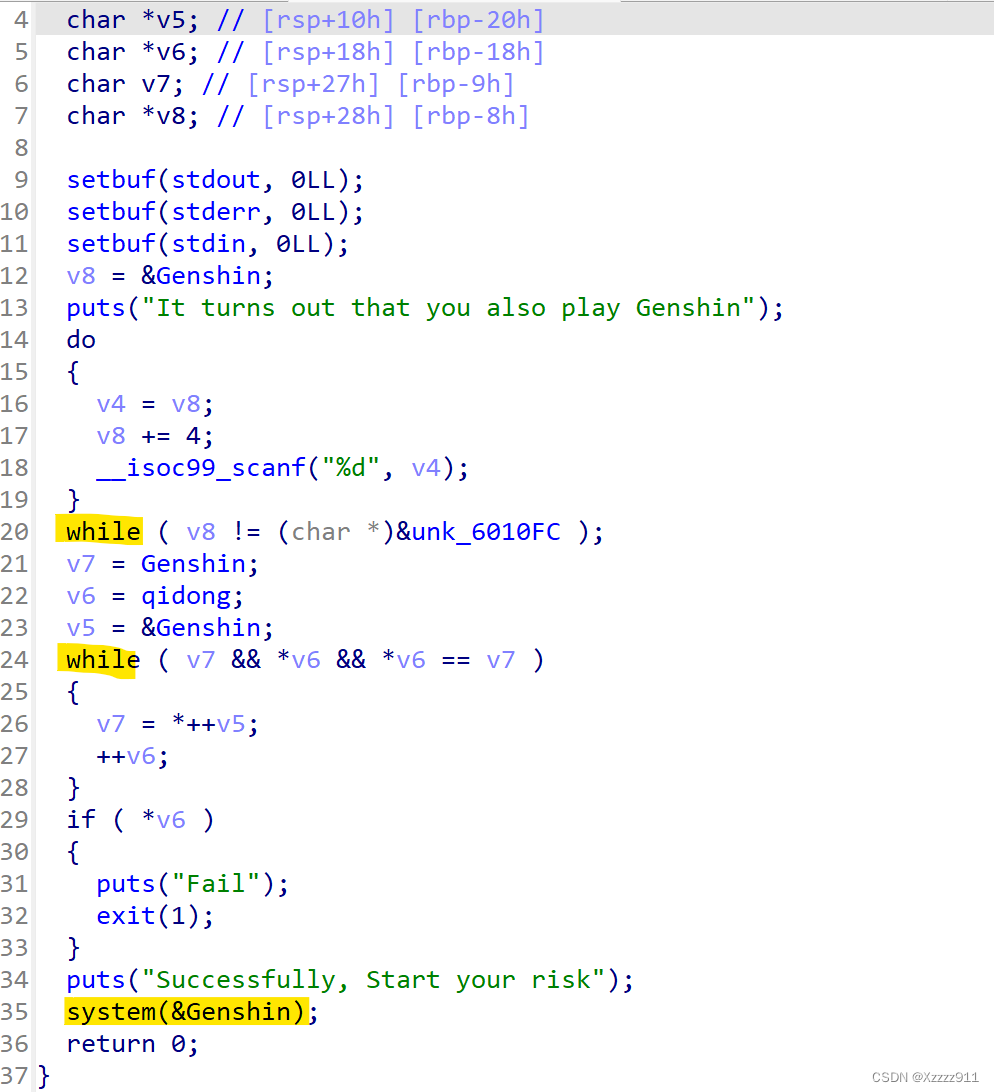 4 char *v5; // [rsp+10h] [rbp-20h]
5 char *v6; // [rsp+18h] [rbp-18h]
6 char v7; // [rsp+27h] [rbp-9h]
7 char *v8; // [rsp+28h] [rbp-8h]
8
9 setbuf(stdout, 0LL);
10 setbuf(stderr, 0LL);
11 setbuf(stdin, 0LL);
12 v8 = &Genshin;
13 puts("It turns out that you also play Genshin");
14 do
15 {
16 v4 = v8;
17 v8 += 4;
18 __isoc99_scanf("%d", v4);
19 }
20 while ( v8 != (char *)&unk_6010FC );
21 v7 = Genshin;
22 v6 = qidong;
23 v5 = &Genshin;
24 while ( v7 && *v6 && *v6 == v7 )
25 {
26 v7 = *++v5;
27 ++v6;
28 }
29 if ( *v6 )
30 {
31 puts("Fail");
32 exit(1);
33 }
34 puts("Successfully, Start your risk");
35 system(&Genshin);
36 return 0;
37 }
CSDN @Xzzzz911